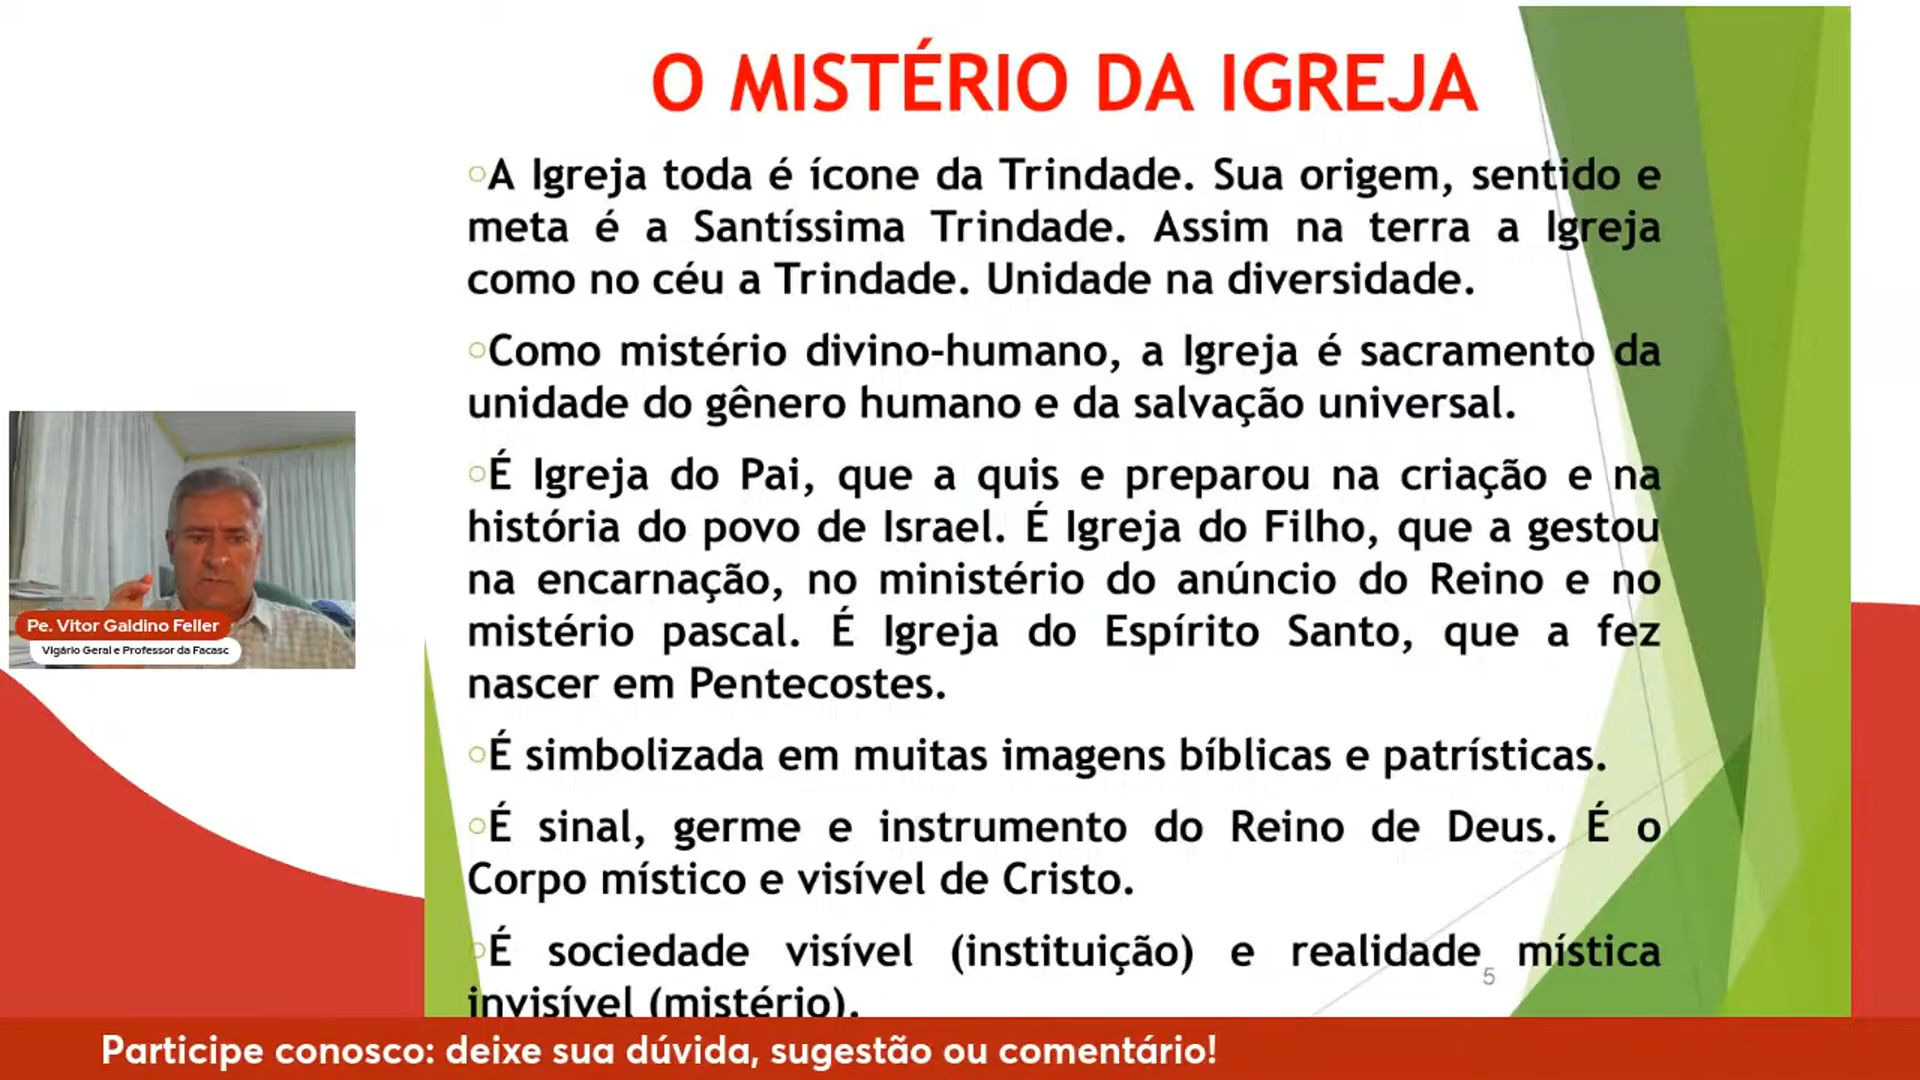 O MISTÉRIO DA IGREJA
A Igreja toda é ícone da Trindade. Sua origem, sentido e
meta é a Santíssima Trindade. Assim na terra a Igreja
como no céu a Trindade. Unidade na diversidade.
Como mistério divino-humano, a Igreja é sacramento da
unidade do gênero humano e da salvação universal.
É Igreja do Pai, que a quis e preparou na criação e na
história do povo de Israel. É Igreja do Filho, que a gestou
na encarnação, no ministério do anúncio do Reino e no
mistério pascal. É Igreja do Espírito Santo, que a fez
nascer em Pentecostes.
É simbolizada em muitas imagens bíblicas e patrísticas.
É sinal, germe e instrumento do Reino de Deus. É o
Corpo místico e visível de Cristo.
É sociedade visível (instituição) e realidade mística
invisível (mistério).
5
Pe. Vitor Galdino Feller
Vigário Geral e Professor da Facasc
Participe conosco: deixe sua dúvida, sugestão ou comentário!